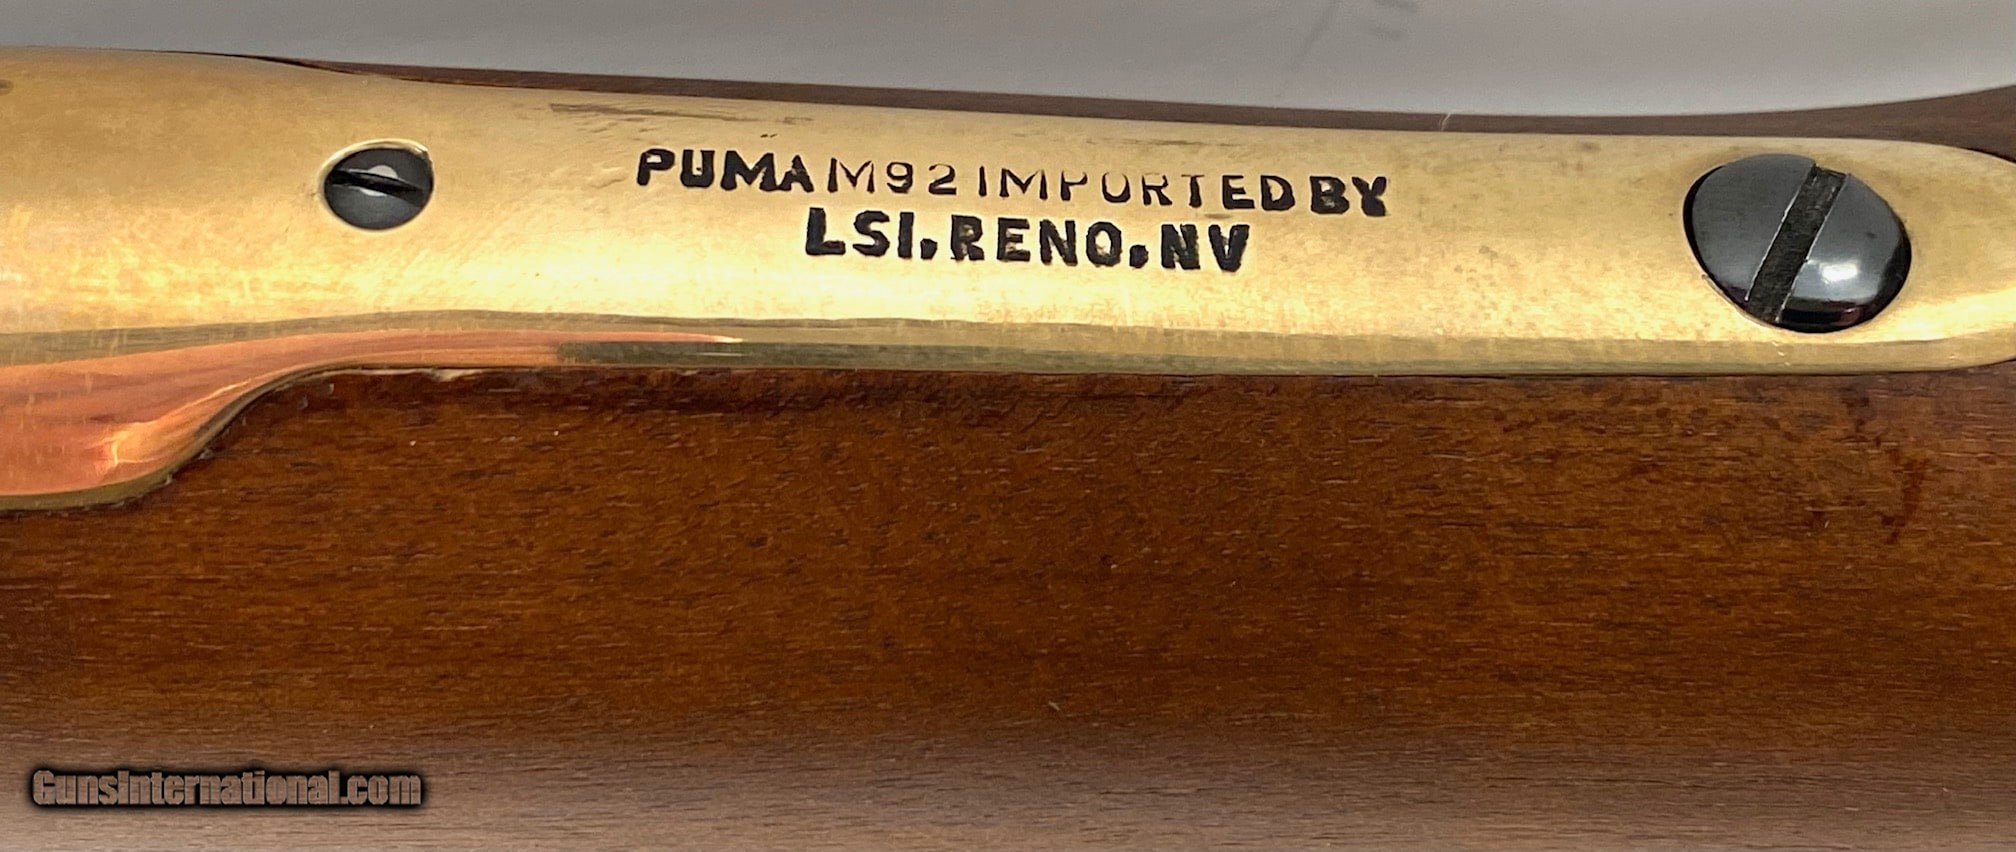 PUMA M92 IMPORTED BY
LSI. RENO. NV
GunsInternational.com